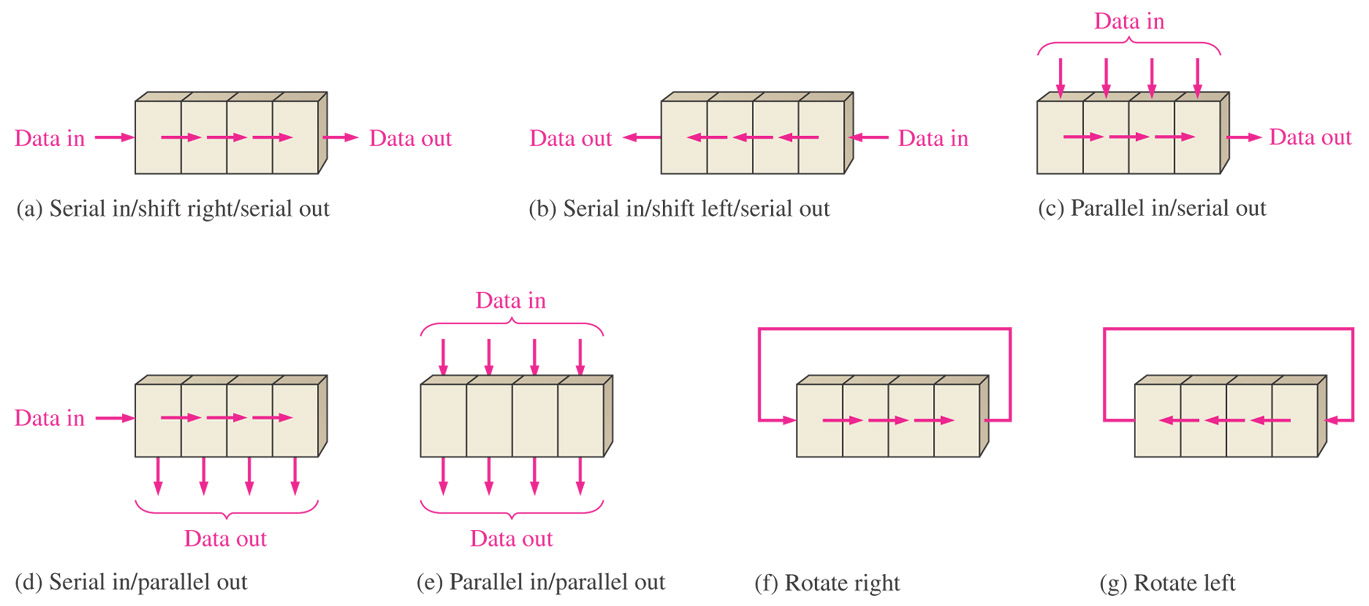 Data in
Data in
Data out
Data out
Data in
Data out
(a) Serial in/shift right/serial out
(b) Serial in/shift left/serial out
(c) Parallel in/serial out
Data in
Data in
Data out
Data out
(d) Serial in/parallel out
(e) Parallel in/parallel out
(f) Rotate right
(g) Rotate left